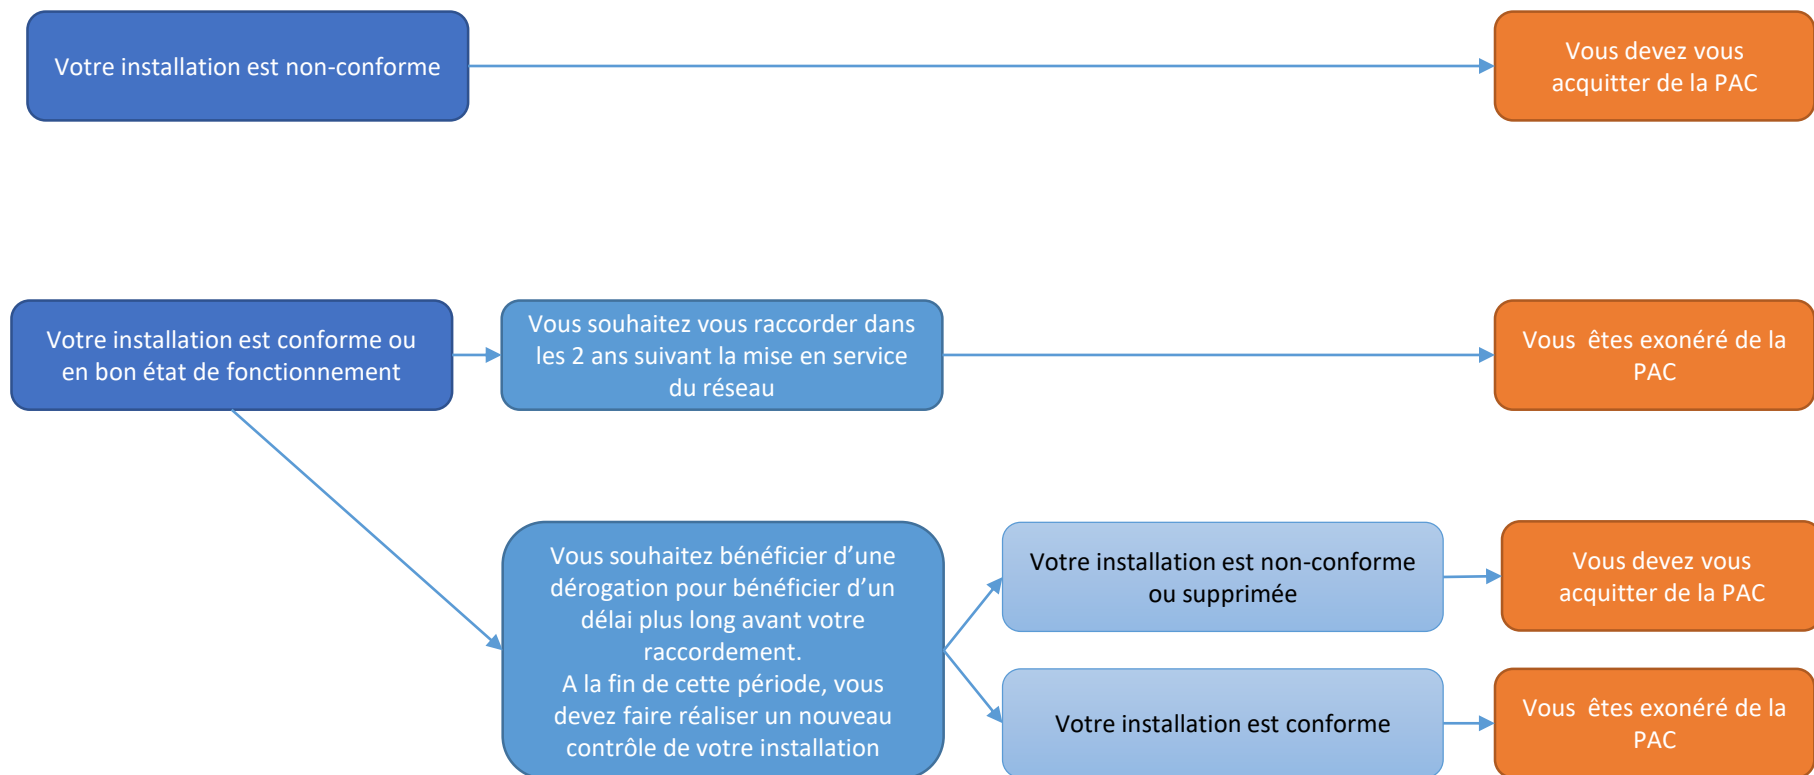 Votre installation est non-conforme
Vous devez vous
acquitter de la PAC
Votre installation est conforme ou
en bon état de fonctionnement
Vous souhaitez vous raccorder dans
les 2 ans suivant la mise en service
du réseau
Vous  êtes exonéré de la
PAC
Vous souhaitez bénéficier d’une
dérogation pour bénéficier d’un
délai plus long avant votre
raccordement.
A la fin de cette période, vous
devez faire réaliser un nouveau
contrôle de votre installation
Votre installation est non-conforme
ou supprimée
Vous devez vous
acquitter de la PAC
Votre installation est conforme
Vous  êtes exonéré de la
PAC